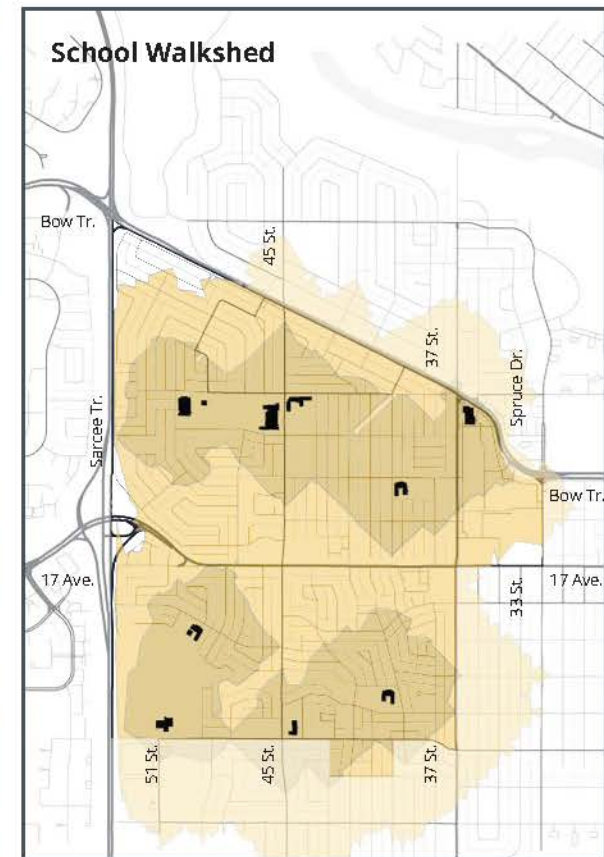 School Walkshed
Bow Tr.
45 St.
37 St.
Spruce Dr.
Sarcee Tr.
Bow Tr.
17 Ave.
33 St.
17 Ave.
51 St.
45 St.
37 St.